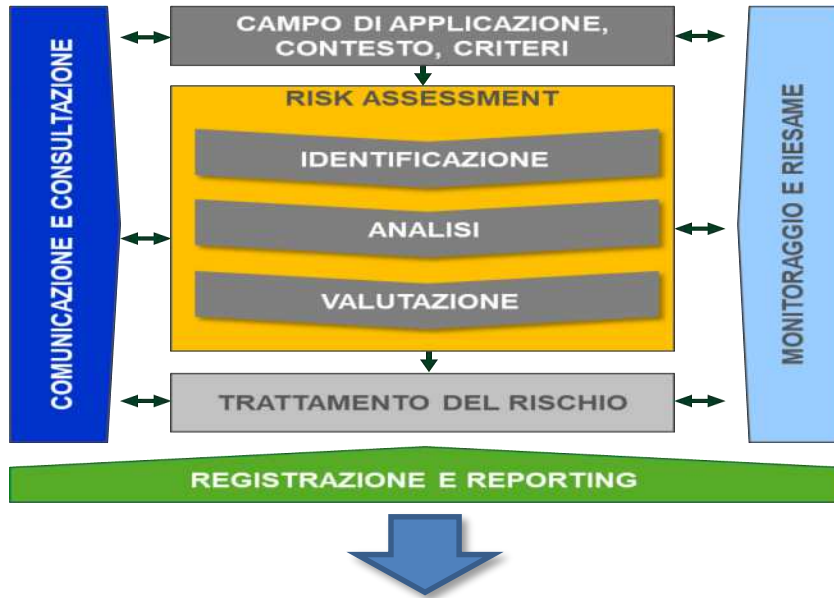 CAMPO DI APPLICAZIONE,
CONTESTO, CRITERI
RISK ASSESSMENT
IDENTIFICAZIONE
ANALISI
VALUTAZIONE
TRATTAMENTO DEL RISCHIO
COMUNICAZIONE E CONSULTAZIONE
MONITORAGGIO E RIESAME
REGISTRAZIONE E REPORTING